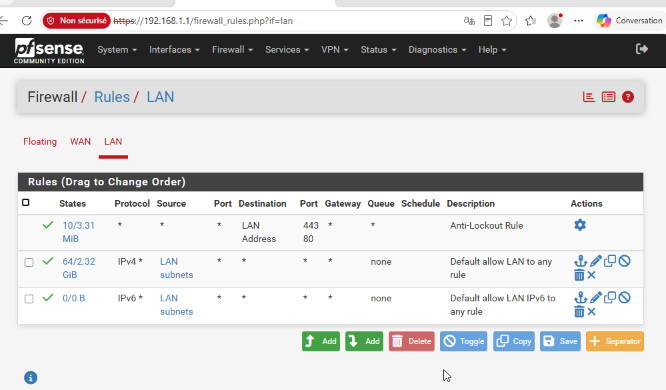 Non sécurisé https://192.168.1.1/firewall_rules.php?if=lan
Conversation
pfsense
COMMUNITY EDITION
System Interfaces Firewall Services VPN Status Diagnostics Help
Firewall / Rules / LAN
Floating WAN LAN
Rules (Drag to Change Order)
States Protocol Source Port Destination Port Gateway Queue Schedule Description Actions
10/3.31 * * * LAN 443 * * Anti-Lockout Rule
MiB Address 80
64/2.32 IPv4 * LAN * * * * none Default allow LAN to any
GiB subnets rule
0/0 B IPv6 * LAN * * * * none Default allow LAN IPv6 to
subnets any rule
Add Add Delete Toggle Copy Save Separator